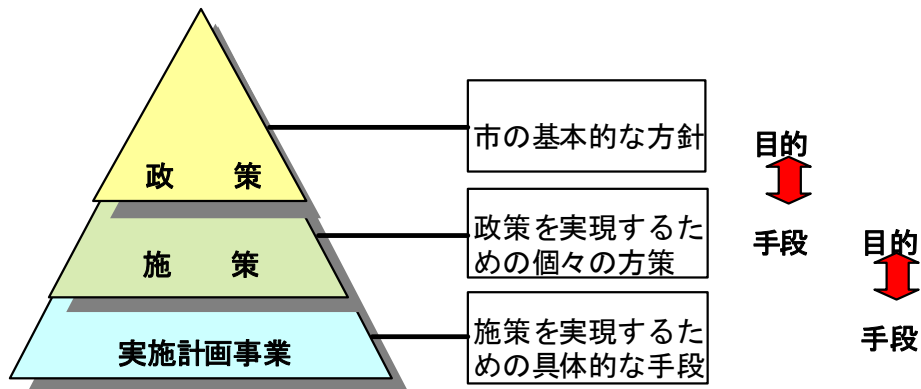 市の基本的な方針
目的
政　　策
政策を実現するた
めの個々の方策
手段
目的
施　　策
施策を実現するた
めの具体的な手段
手段
実施計画事業